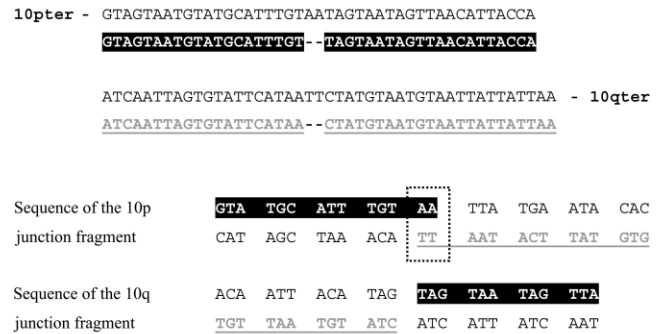 10pter - GTAGTAATGTATGCATTTGTAATAGTAATAGTTAACATTACCA
GTAGTAATGTATGCATTTGT--TAGTAATAGTTAACATTACCA
ATCAATTAGTGTATTCATAATTCTATGTAATGTAATTATTATTAA - 10qter
ATCAATTAGTGTATTCATAA--CTATGTAATGTAATTATTATTAA
Sequence of the 10p GTA TGC ATT TGT AA TTA TGA ATA CAC
junction fragment CAT AGC TAA ACA TT AAT ACT TAT GTG
Sequence of the 10q ACA ATT ACA TAG TAG TAA TAG TTA
junction fragment TGT TAA TGT ATC ATC ATT ATC AAT